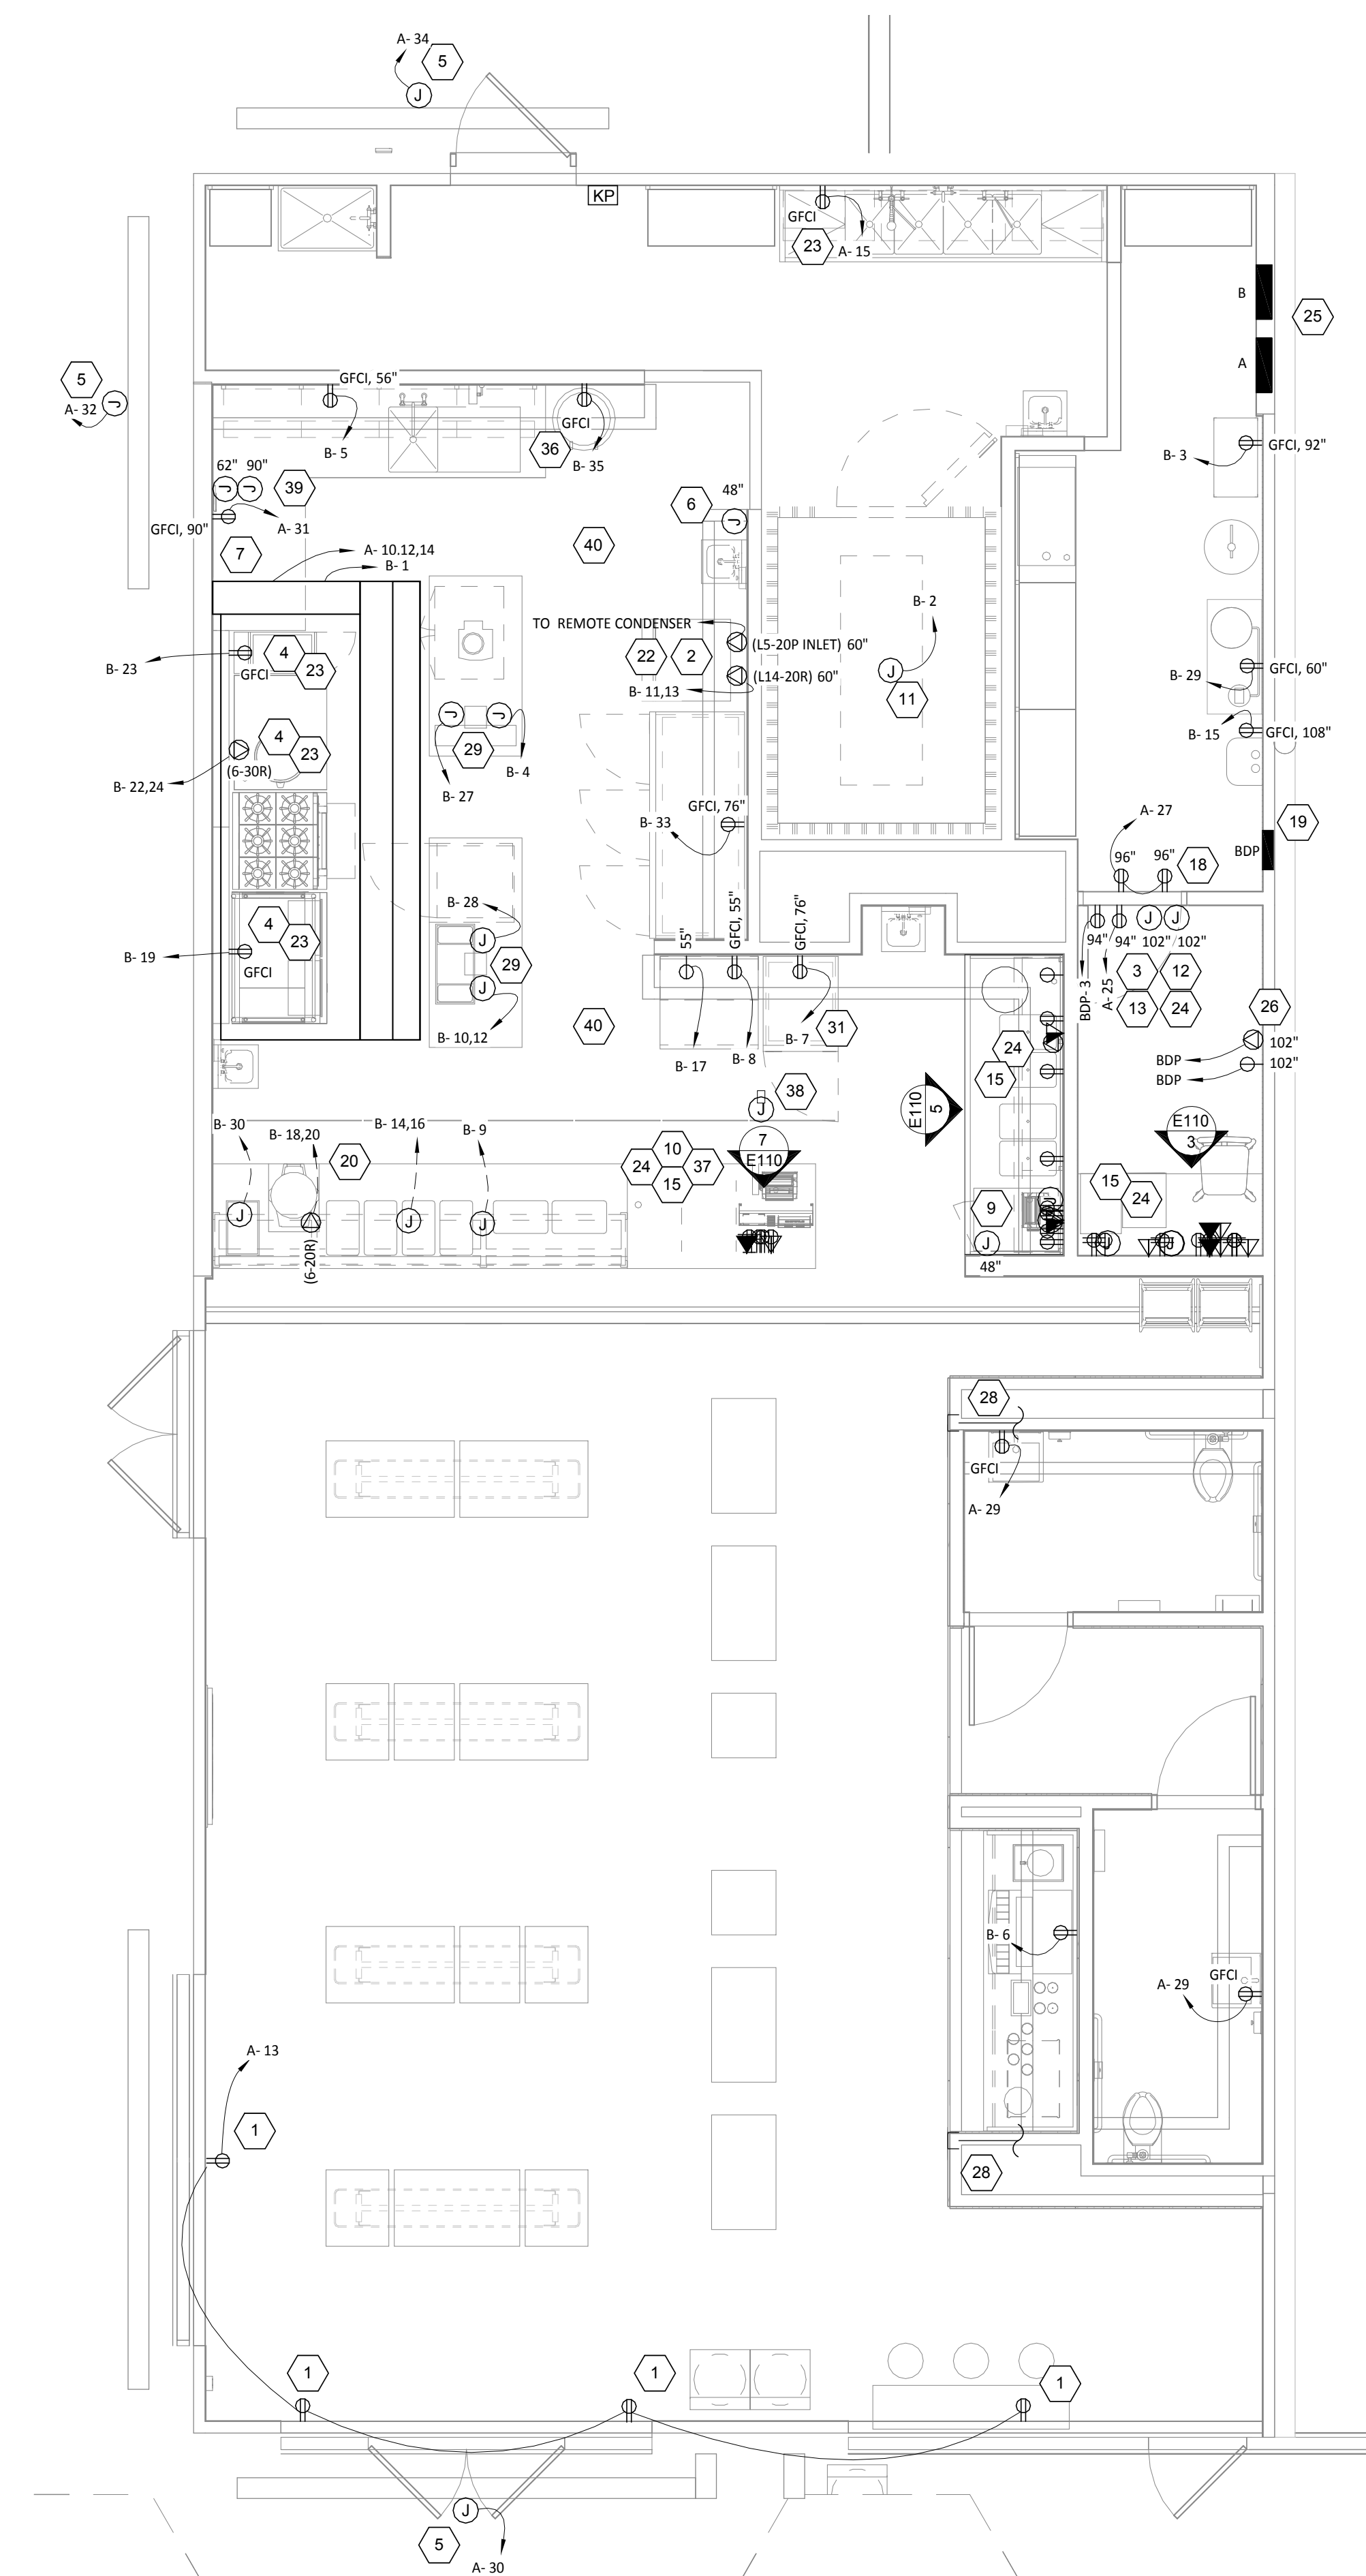 A- 34
5
J
KP
GFCI
23
A- 15
B
25
A
5
A- 32
J
GFCI, 56"
GFCI
B- 5
36
B- 35
GFCI, 92"
B- 3
62" 90"
J J
39
GFCI, 90"
A- 31
7
6
48"
J
40
A- 10.12,14
B- 1
B- 2
TO REMOTE CONDENSER
(L5-20P INLET) 60"
22
2
(L14-20R) 60"
B- 11,13
J
11
B- 23
4
23
GFCI
GFCI, 60"
B- 29
B- 15
GFCI, 108"
J J
29
B- 4
B- 27
4
23
(6-30R)
B- 22,24
GFCI, 76"
B- 33
A- 27
19
BDP
96" 96"
18
B- 28
J
29
J
B- 10,12
4
23
B- 19
GFCI
55"
GFCI, 55"
GFCI, 76"
94" 94" 102" 102"
J J
3
12
13
24
BDP- 3
A- 25
26
102"
BDP
102"
BDP
40
B- 17
B- 8
B- 7
31
24
15
38
J
E110
5
B- 30
B- 18,20
B- 14,16
B- 9
20
J
J
J
(6-20R)
10
24
37
15
7
E110
9
J
48"
E110
3
15
24
J
J
28
GFCI
A- 29
B- 6
GFCI
A- 29
A- 13
1
28
1
1
1
J
5
A- 30